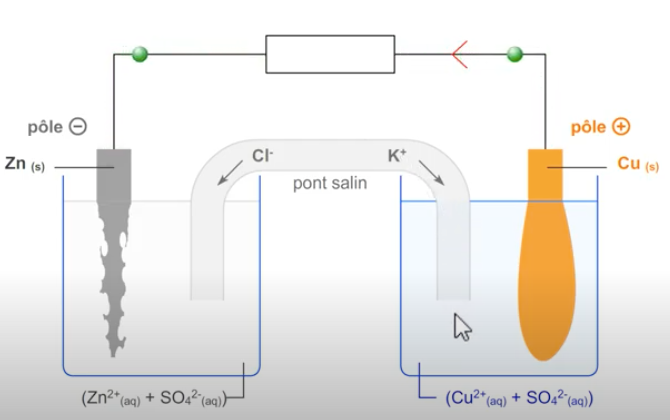 pôle ⊖
pôle ⊕
Zn (s)
Cl⁻
K⁺
Cu (s)
pont salin
(Zn²⁺(aq) + SO₄²⁻(aq))
(Cu²⁺(aq) + SO₄²⁻(aq))